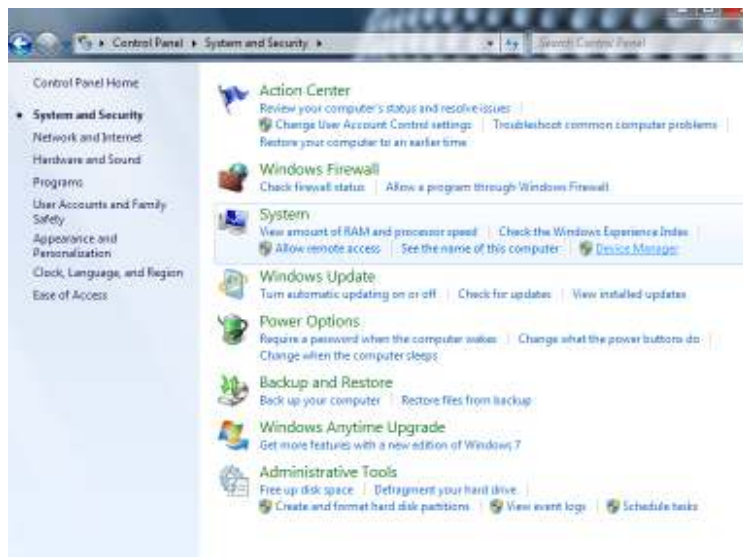 Control Panel ▸ System and Security ▸
Search Control Panel
Control Panel Home
System and Security
Network and Internet
Hardware and Sound
Programs
User Accounts and Family
Safety
Appearance and
Personalization
Clock, Language, and Region
Ease of Access
Action Center
Review your computer's status and resolve issues
Change User Account Control settings | Troubleshoot common computer problems
Restore your computer to an earlier time
Windows Firewall
Check firewall status | Allow a program through Windows Firewall
System
View amount of RAM and processor speed | Check the Windows Experience Index
Allow remote access | See the name of this computer | Device Manager
Windows Update
Turn automatic updating on or off | Check for updates | View installed updates
Power Options
Require a password when the computer wakes | Change what the power buttons do
Change when the computer sleeps
Backup and Restore
Back up your computer | Restore files from backup
Windows Anytime Upgrade
Get more features with a new edition of Windows 7
Administrative Tools
Free up disk space | Defragment your hard drive
Create and format hard disk partitions | View event logs | Schedule tasks